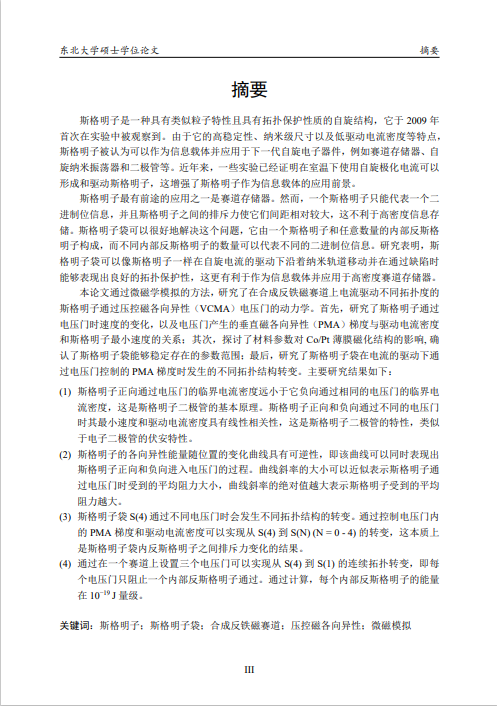 东北大学硕士学位论文 摘要
摘要
斯格明子是一种具有类似粒子特性且具有拓扑保护性质的自旋结构，它于 2009 年
首次在实验中被观察到。由于它的高稳定性、纳米级尺寸以及低驱动电流密度等特点，
斯格明子被认为可以作为信息载体并应用于下一代自旋电子器件，例如赛道存储器、自
旋纳米振荡器和二极管等。近年来，一些实验已经证明在室温下使用自旋极化电流可以
形成和驱动斯格明子，这增强了斯格明子作为信息载体的应用前景。
斯格明子最有前途的应用之一是赛道存储器。然而，一个斯格明子只能代表一个二
进制位信息，并且斯格明子之间的排斥力使它们间距相对较大，这不利于高密度信息存
储。斯格明子袋可以很好地解决这个问题，它由一个斯格明子和任意数量的内部反斯格
明子构成，而不同内部反斯格明子的数量可以代表不同的二进制位信息。研究表明，斯
格明子袋可以像斯格明子一样在自旋电流的驱动下沿着纳米轨道移动并在通过缺陷时
能够表现出良好的拓扑保护性，这更有利于作为信息载体并应用于高密度赛道存储器。
本论文通过微磁学模拟的方法，研究了在合成反铁磁赛道上电流驱动不同拓扑度的
斯格明子通过压控磁各向异性（VCMA）电压门的动力学。首先，研究了斯格明子通过
电压门时速度的变化，以及电压门产生的垂直磁各向异性（PMA）梯度与驱动电流密度
和斯格明子最小速度的关系；其次，探讨了材料参数对 Co/Pt 薄膜磁化结构的影响, 确
认了斯格明子袋能够稳定存在的参数范围；最后，研究了斯格明子袋在电流的驱动下通
过电压门控制的 PMA 梯度时发生的不同拓扑结构转变。主要研究结果如下：
(1) 斯格明子正向通过电压门的临界电流密度远小于它负向通过相同的电压门的临界电
流密度，这是斯格明子二极管的基本原理。斯格明子正向和负向通过不同的电压门
时其最小速度和驱动电流密度具有线性相关性，这是斯格明子二极管的特性，类似
于电子二极管的伏安特性。
(2) 斯格明子的各向异性能量随位置的变化曲线具有可逆性，即该曲线可以同时表现出
斯格明子正向和负向进入电压门的过程。曲线斜率的大小可以近似表示斯格明子通
过电压门时受到的平均阻力大小，曲线斜率的绝对值越大表示斯格明子受到的平均
阻力越大。
(3) 斯格明子袋 S(4) 通过不同电压门时会发生不同拓扑结构的转变。通过控制电压门内
的 PMA 梯度和驱动电流密度可以实现从 S(4) 到 S(N) (N = 0 - 4) 的转变，这本质上
是斯格明子袋内反斯格明子之间排斥力变化的结果。
(4) 通过在一个赛道上设置三个电压门可以实现从 S(4) 到 S(1) 的连续拓扑转变，即每
个电压门只阻止一个内部反斯格明子通过。通过计算，每个内部反斯格明子的能量
在 10⁻¹⁹ J 量级。
关键词：斯格明子；斯格明子袋；合成反铁磁赛道；压控磁各向异性；微磁模拟
III